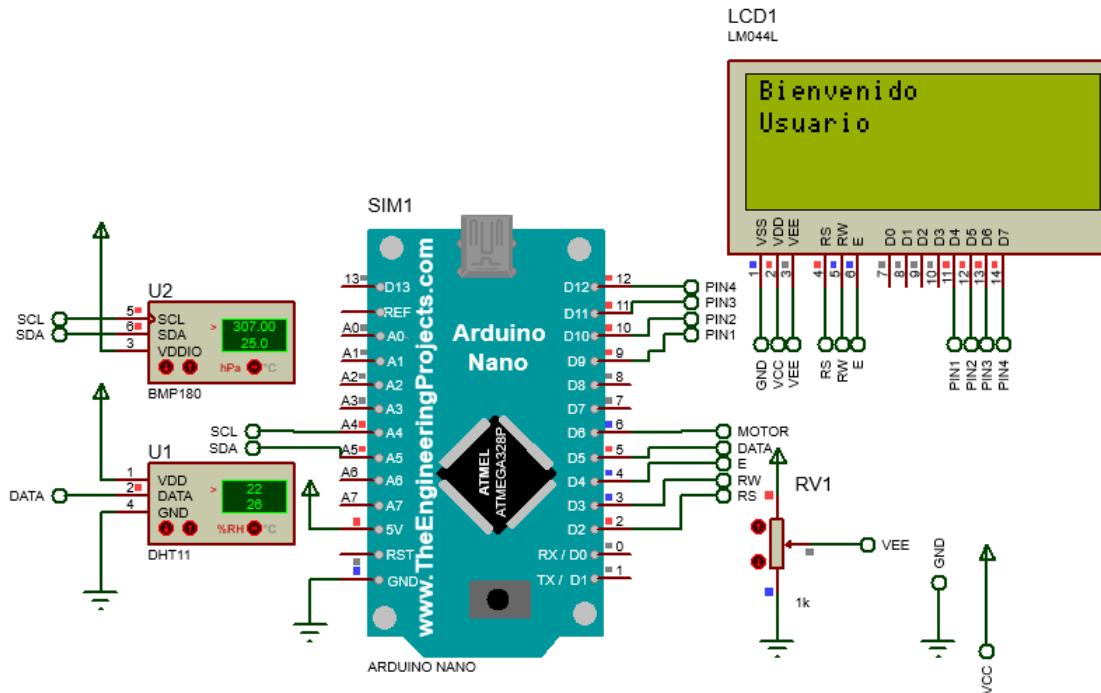 LCD1
LM044L
Bienvenido
Usuario
VSS
VDD
VEE
RS
RW
E
D0
D1
D2
D3
D4
D5
D6
D7
1
2
3
4
5
6
7
8
9
10
11
12
13
14
GND
VCC
VEE
RS
RW
E
PIN1
PIN2
PIN3
PIN4
U2
SCL 5 SCL
SDA 6 SDA
3 VDDIO
> 307.00
25.0
hPa °C
BMP180
U1
1 VDD
DATA 2 DATA
4 GND
> 22
26
%RH °C
DHT11
SIM1
www.TheEngineeringProjects.com
Arduino
Nano
ATMEL
ATMEGA328P
13 D13
REF
A0 A0
A1 A1
A2 A2
A3 A3
SCL A4 A4
SDA A5 A5
A6 A6
A7 A7
5V
RST
GND
D12 12 PIN4
D11 11 PIN3
D10 10 PIN2
D9 9 PIN1
D8 8
D7 7
D6 6 MOTOR
D5 5 DATA
D4 4 E
D3 3 RW
D2 2 RS
RX / D0 0
TX / D1 1
ARDUINO NANO
RV1
VEE
1k
GND
VCC